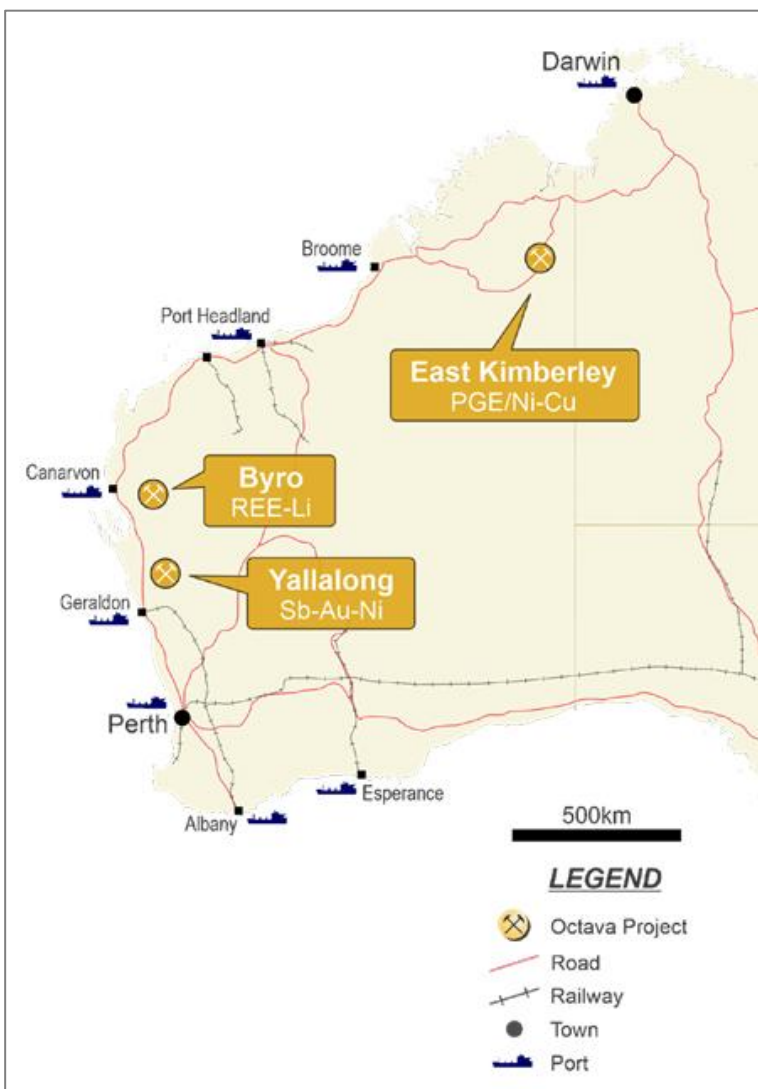 Darwin
Broome
Port Headland
East Kimberley
PGE/Ni-Cu
Canarvon
Byro
REE-Li
Yallalong
Sb-Au-Ni
Geraldon
Perth
Esperance
Albany
500km
LEGEND
Octava Project
Road
Railway
Town
Port